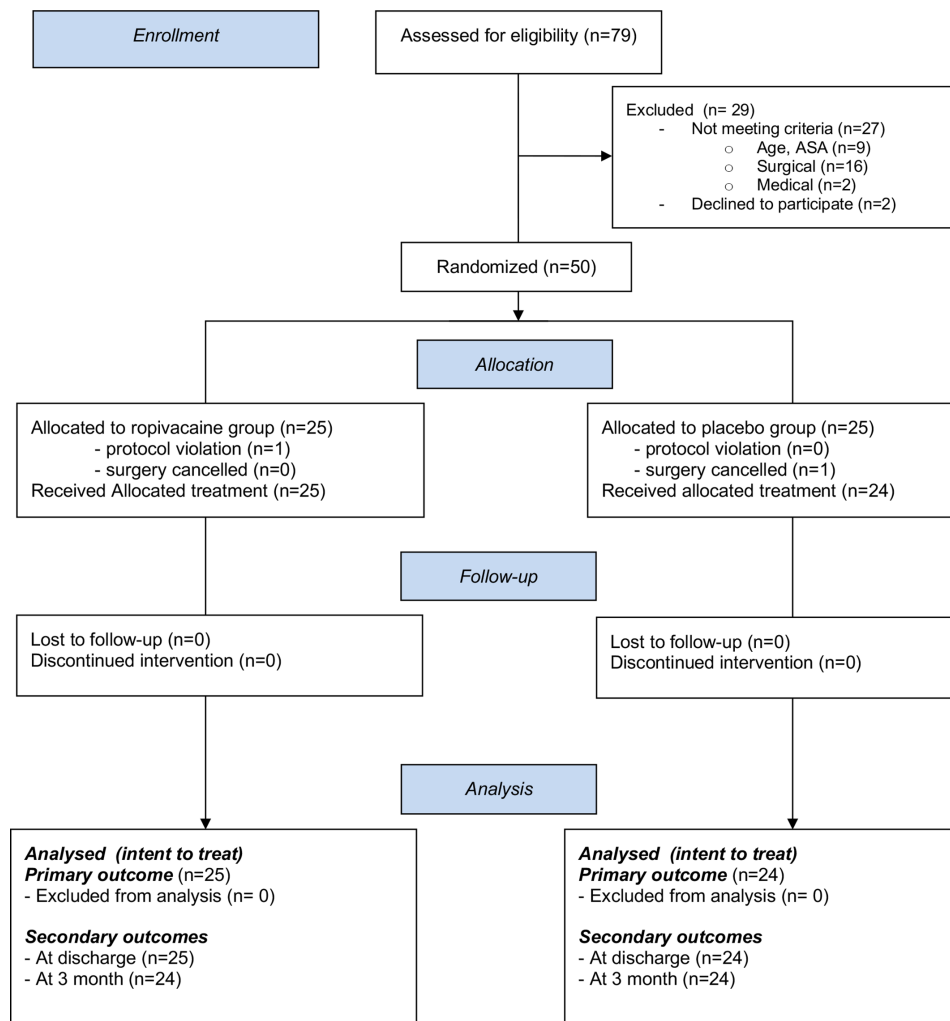 Enrollment
Assessed for eligibility (n=79)
Excluded  (n= 29)
- Not meeting criteria (n=27)
o Age, ASA (n=9)
o Surgical (n=16)
o Medical (n=2)
- Declined to participate (n=2)
Randomized (n=50)
Allocation
Allocated to ropivacaine group (n=25)
- protocol violation (n=1)
- surgery cancelled (n=0)
Received Allocated treatment (n=25)
Allocated to placebo group (n=25)
- protocol violation (n=0)
- surgery cancelled (n=1)
Received allocated treatment (n=24)
Follow-up
Lost to follow-up (n=0)
Discontinued intervention (n=0)
Lost to follow-up (n=0)
Discontinued intervention (n=0)
Analysis
Analysed  (intent to treat)
Primary outcome (n=25)
- Excluded from analysis (n= 0)
Secondary outcomes
- At discharge (n=25)
- At 3 month (n=24)
Analysed  (intent to treat)
Primary outcome (n=24)
- Excluded from analysis (n= 0)
Secondary outcomes
- At discharge (n=24)
- At 3 month (n=24)